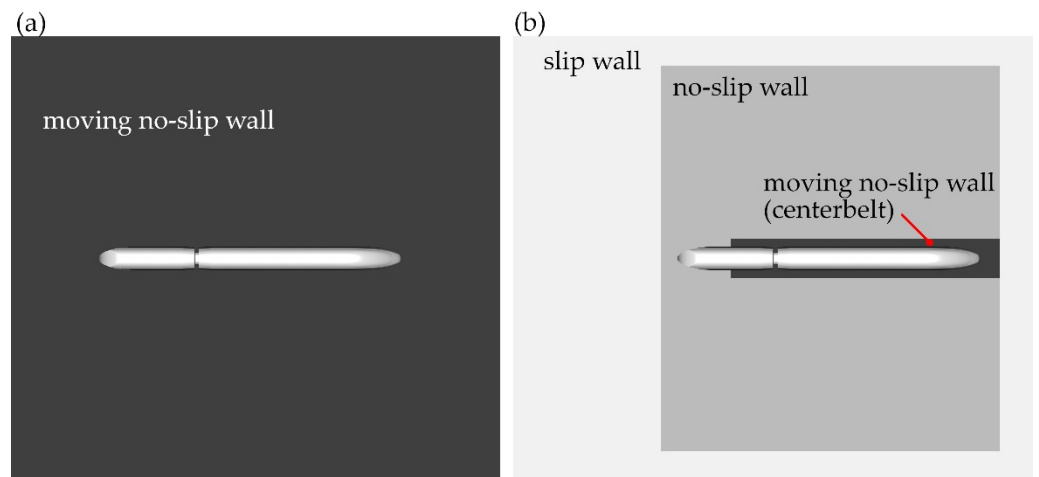 (a)
moving no-slip wall
(b)
slip wall
no-slip wall
moving no-slip wall
(centerbelt)